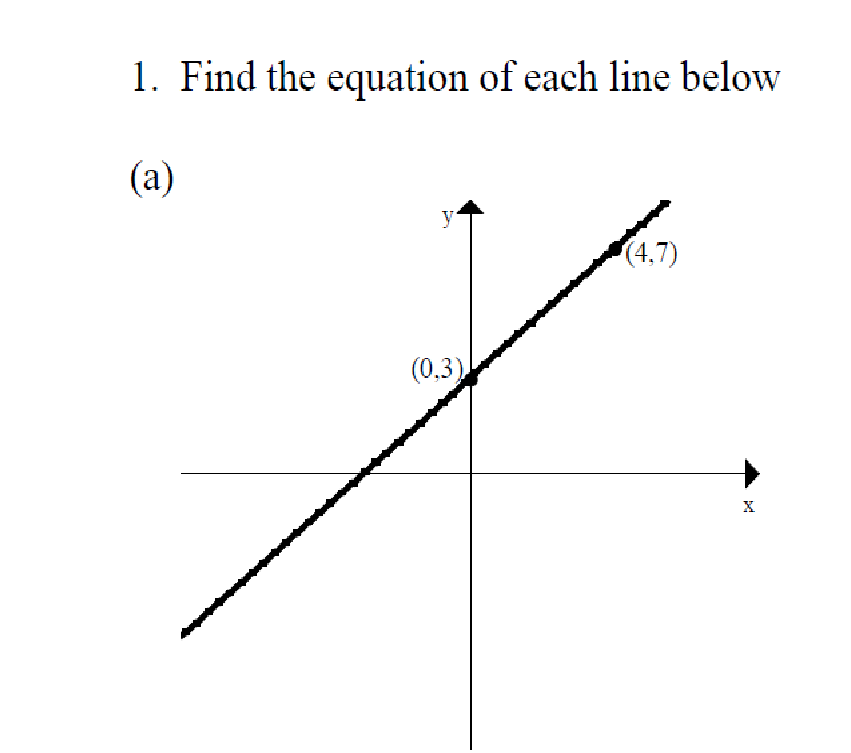 1. Find the equation of each line below
(a)
y
(4,7)
(0,3)
x